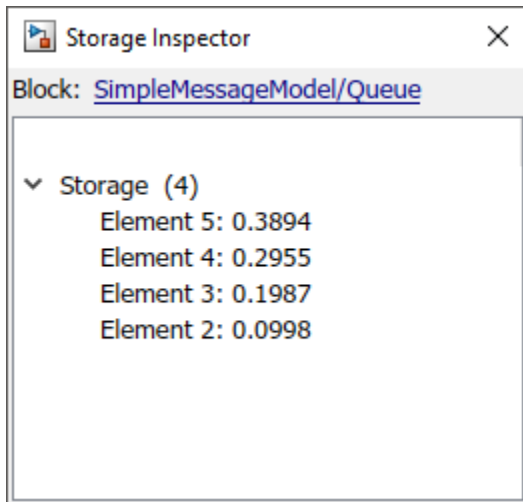 Storage Inspector
Block: SimpleMessageModel/Queue
Storage (4)
Element 5: 0.3894
Element 4: 0.2955
Element 3: 0.1987
Element 2: 0.0998